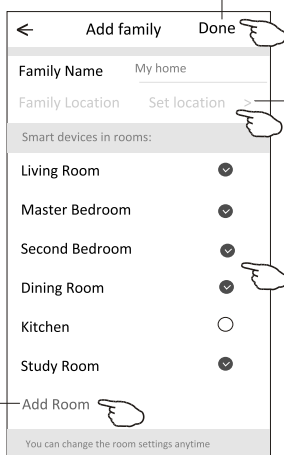 Add family Done
Family Name My home
Family Location Set location >
Smart devices in rooms:
Living Room
Master Bedroom
Second Bedroom
Dining Room
Kitchen
Study Room
Add Room
You can change the room settings anytime